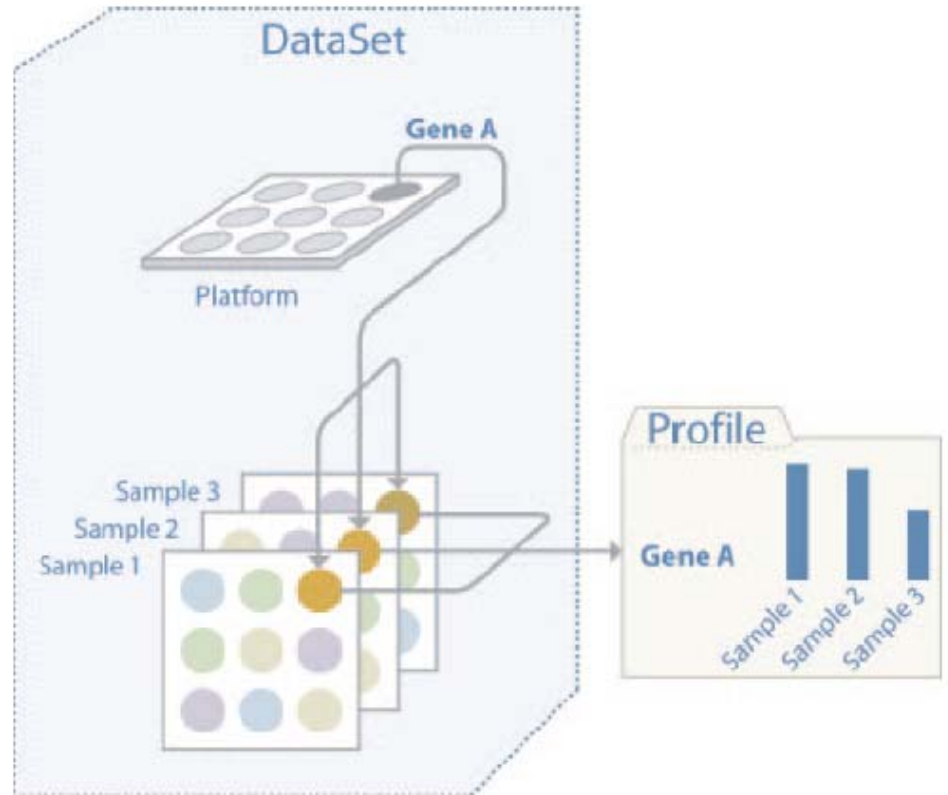 DataSet
Gene A
Platform
Sample 3
Sample 2
Sample 1
Profile
Gene A
Sample 1
Sample 2
Sample 3